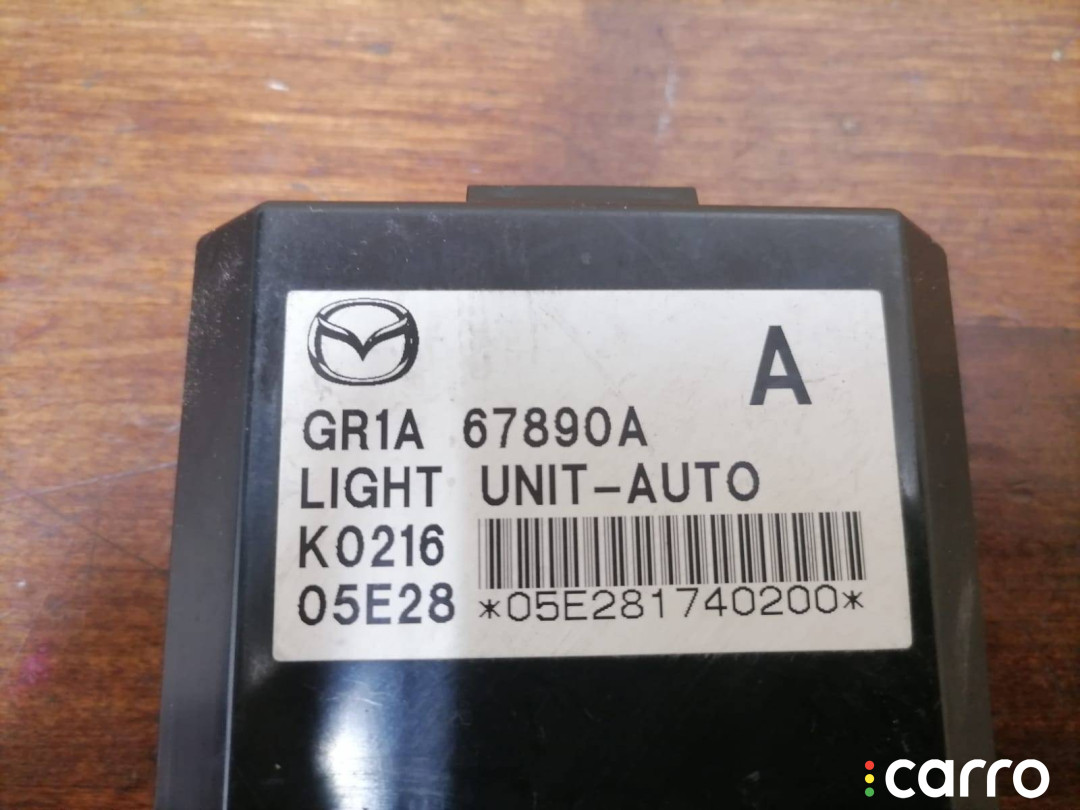 A
GR1A 67890A
LIGHT UNIT-AUTO
K0216
05E28 *05E281740200*
carro